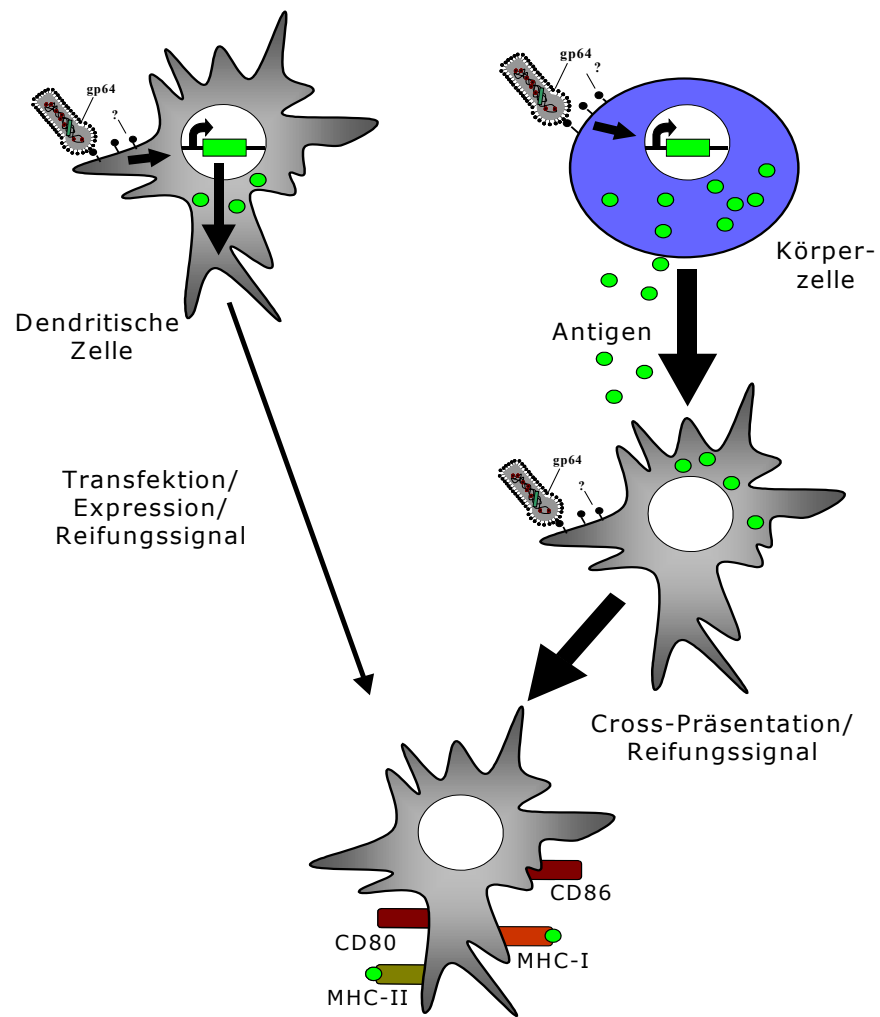 gp64
?
gp64
?
Körper-
zelle
Dendritische
Zelle
Antigen
gp64
?
Transfektion/
Expression/
Reifungssignal
Cross-Präsentation/
Reifungssignal
CD86
CD80
MHC-I
MHC-II